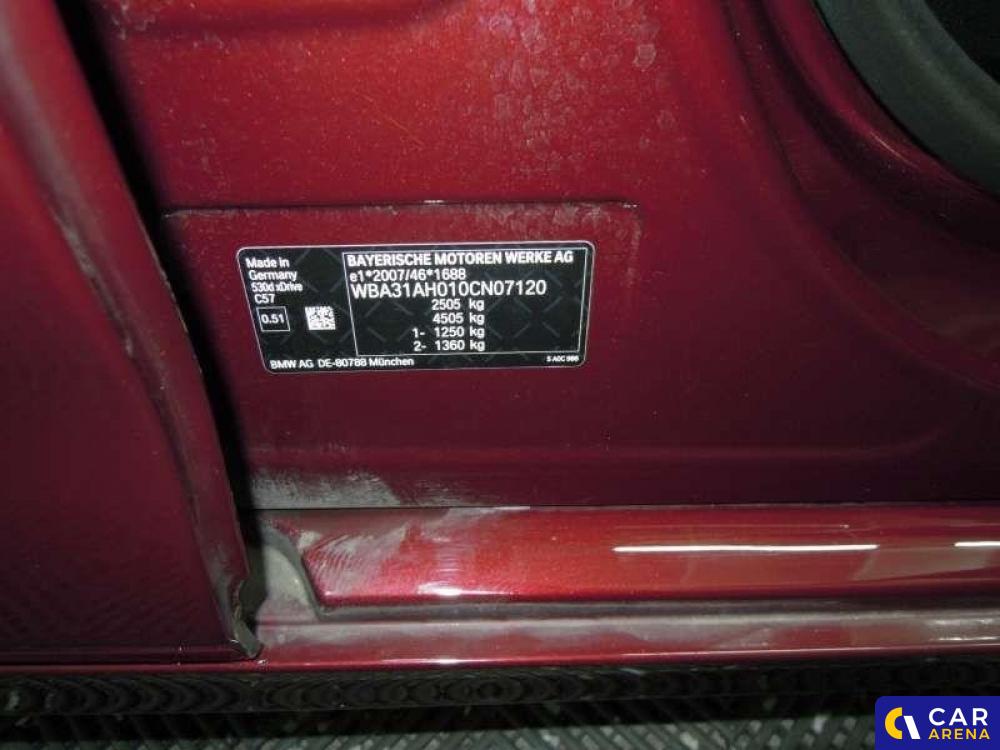 Made in
Germany
530d xDrive
C57
0.51
BAYERISCHE MOTOREN WERKE AG
e1*2007/46*1688
WBA31AH010CN07120
2505 kg
4505 kg
1- 1250 kg
2- 1360 kg
BMW AG DE-80788 München
CAR
ARENA